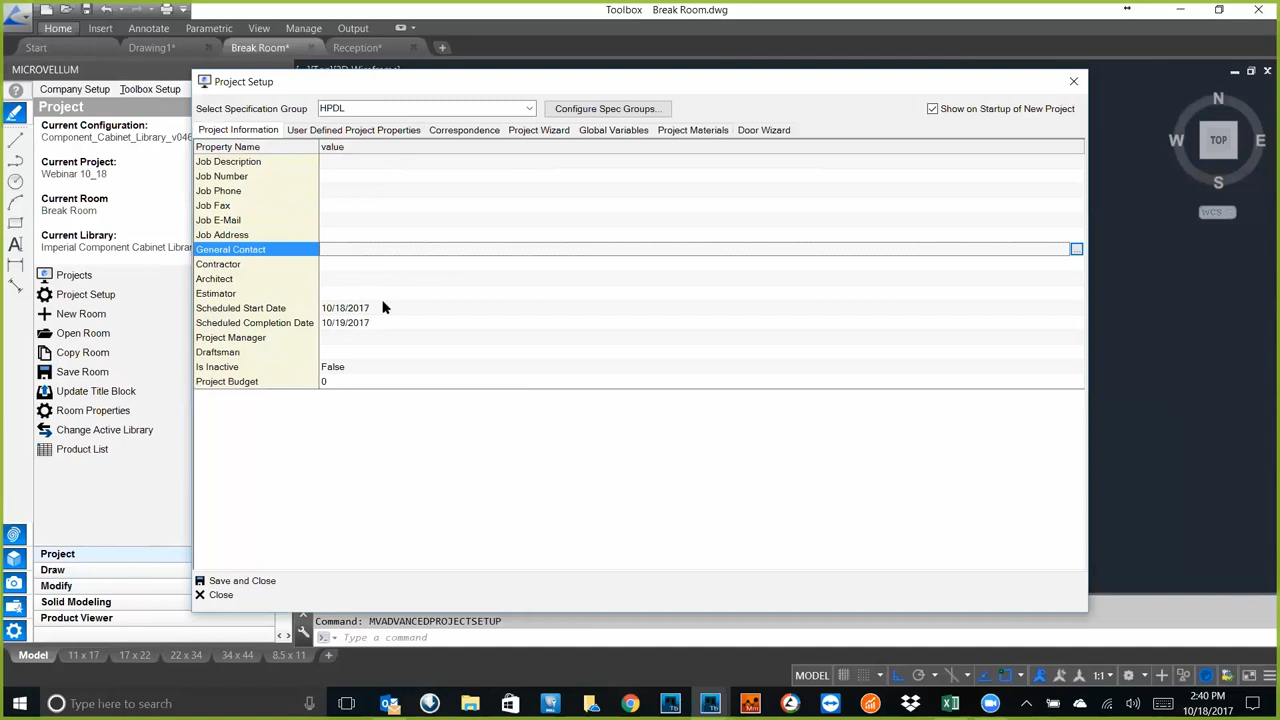 Toolbox Break Room.dwg
Home Insert Annotate Parametric View Manage Output
Start Drawing1* Break Room* Reception*
MICROVELLUM
Company Setup Toolbox Setup
Project
Current Configuration:
Component_Cabinet_Library_v046
Current Project:
Webinar 10_18
Current Room
Break Room
Current Library:
Imperial Component Cabinet Librar
Projects
Project Setup
New Room
Open Room
Copy Room
Save Room
Update Title Block
Room Properties
Change Active Library
Product List
Project
Draw
Modify
Solid Modeling
Product Viewer
Project Setup
Select Specification Group HPDL Configure Spec Groups... Show on Startup of New Project
Project Information User Defined Project Properties Correspondence Project Wizard Global Variables Project Materials Door Wizard
Property Name value
Job Description
Job Number
Job Phone
Job Fax
Job E-Mail
Job Address
General Contact ...
Contractor
Architect
Estimator
Scheduled Start Date 10/18/2017
Scheduled Completion Date 10/19/2017
Project Manager
Draftsman
Is Inactive False
Project Budget 0
Save and Close
Close
N
W TOP E
S
WCS
Command: MVADVANCEDPROJECTSETUP
Type a command
Model 11 x 17 17 x 22 22 x 34 34 x 44 8.5 x 11 +
MODEL 1:1
Type here to search
2:40 PM
10/18/2017